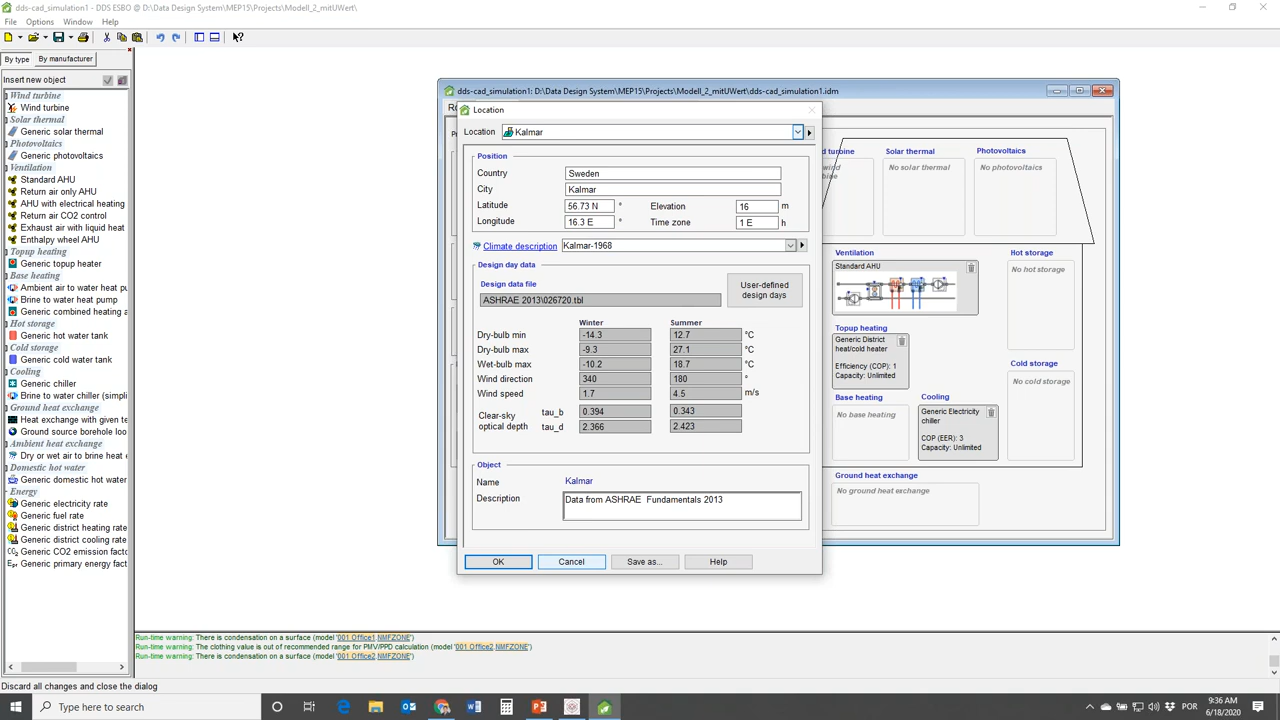 dds-cad_simulation1: D:\Data Design System\MEP15\Projects\Modell_2_mitUWert\ - DDS ESBO
File Options Window Help
By type By manufacturer
Insert new object
Wind turbine
Wind turbine
Solar thermal
Generic solar thermal
Photovoltaics
Generic photovoltaics
Ventilation
Standard AHU
Return air only AHU
AHU with electrical heating
Return air CO2 control
Exhaust air with liquid heat
Enthalpy wheel AHU
Topup heating
Generic topup heater
Base heating
Ambient air to water heat pu
Brine to water heat pump
Generic combined heating a
Hot storage
Generic hot water tank
Cold storage
Generic cold water tank
Cooling
Generic chiller
Brine to water chiller (simpli
Ground heat exchange
Heat exchange with given te
Ground source borehole loo
Ambient heat exchange
Dry or wet air to brine heat e
Domestic hot water
Generic domestic hot water
Energy
Generic electricity rate
Generic fuel rate
Generic district heating rate
Generic district cooling rate
CO2 Generic CO2 emission facto
Generic primary energy fact
dds-cad_simulation1: D:\Data Design System\MEP15\Projects\Modell_2_mitUWert\dds-cad_simulation1.idm
Location
Location Kalmar
Position
Country Sweden
City Kalmar
Latitude 56.73 N ° Elevation 16 m
Longitude 16.3 E ° Time zone 1 E h
Climate description Kalmar-1968
Design day data
Design data file
ASHRAE 2013\026720.tbl
User-defined
design days
Winter Summer
Dry-bulb min -14.3 12.7 °C
Dry-bulb max -9.3 27.1 °C
Wet-bulb max -10.2 18.7 °C
Wind direction 340 180 °
Wind speed 1.7 4.5 m/s
Clear-sky
optical depth
tau_b 0.394 0.343
tau_d 2.366 2.423
Object
Name Kalmar
Description Data from ASHRAE Fundamentals 2013
OK Cancel Save as... Help
d turbine Solar thermal Photovoltaics
wind
bine
No solar thermal
No photovoltaics
Ventilation
Standard AHU
Hot storage
No hot storage
Topup heating
Generic District
heat/cold heater
Efficiency (COP): 1
Capacity: Unlimited
Cold storage
No cold storage
Base heating
No base heating
Cooling
Generic Electricity
chiller
COP (EER): 3
Capacity: Unlimited
Ground heat exchange
No ground heat exchange
Run-time warning: There is condensation on a surface (model '001 Office1.NMFZONE')
Run-time warning: The clothing value is out of recommended range for PMV/PPD calculation (model '001 Office2.NMFZONE')
Run-time warning: There is condensation on a surface (model '001 Office2.NMFZONE')
Discard all changes and close the dialog
Type here to search
POR
9:36 AM
6/18/2020